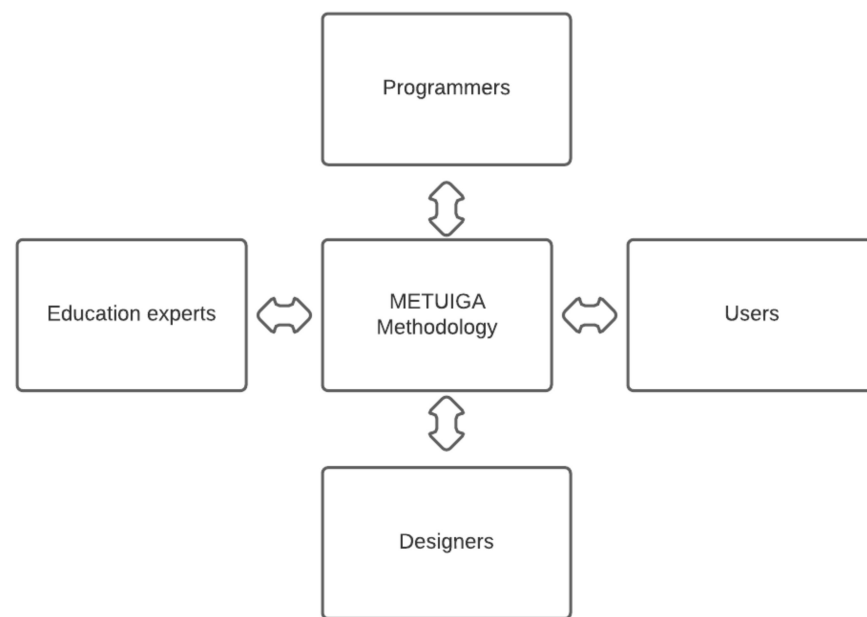 Programmers
Education experts
METUIGA
Methodology
Users
Designers